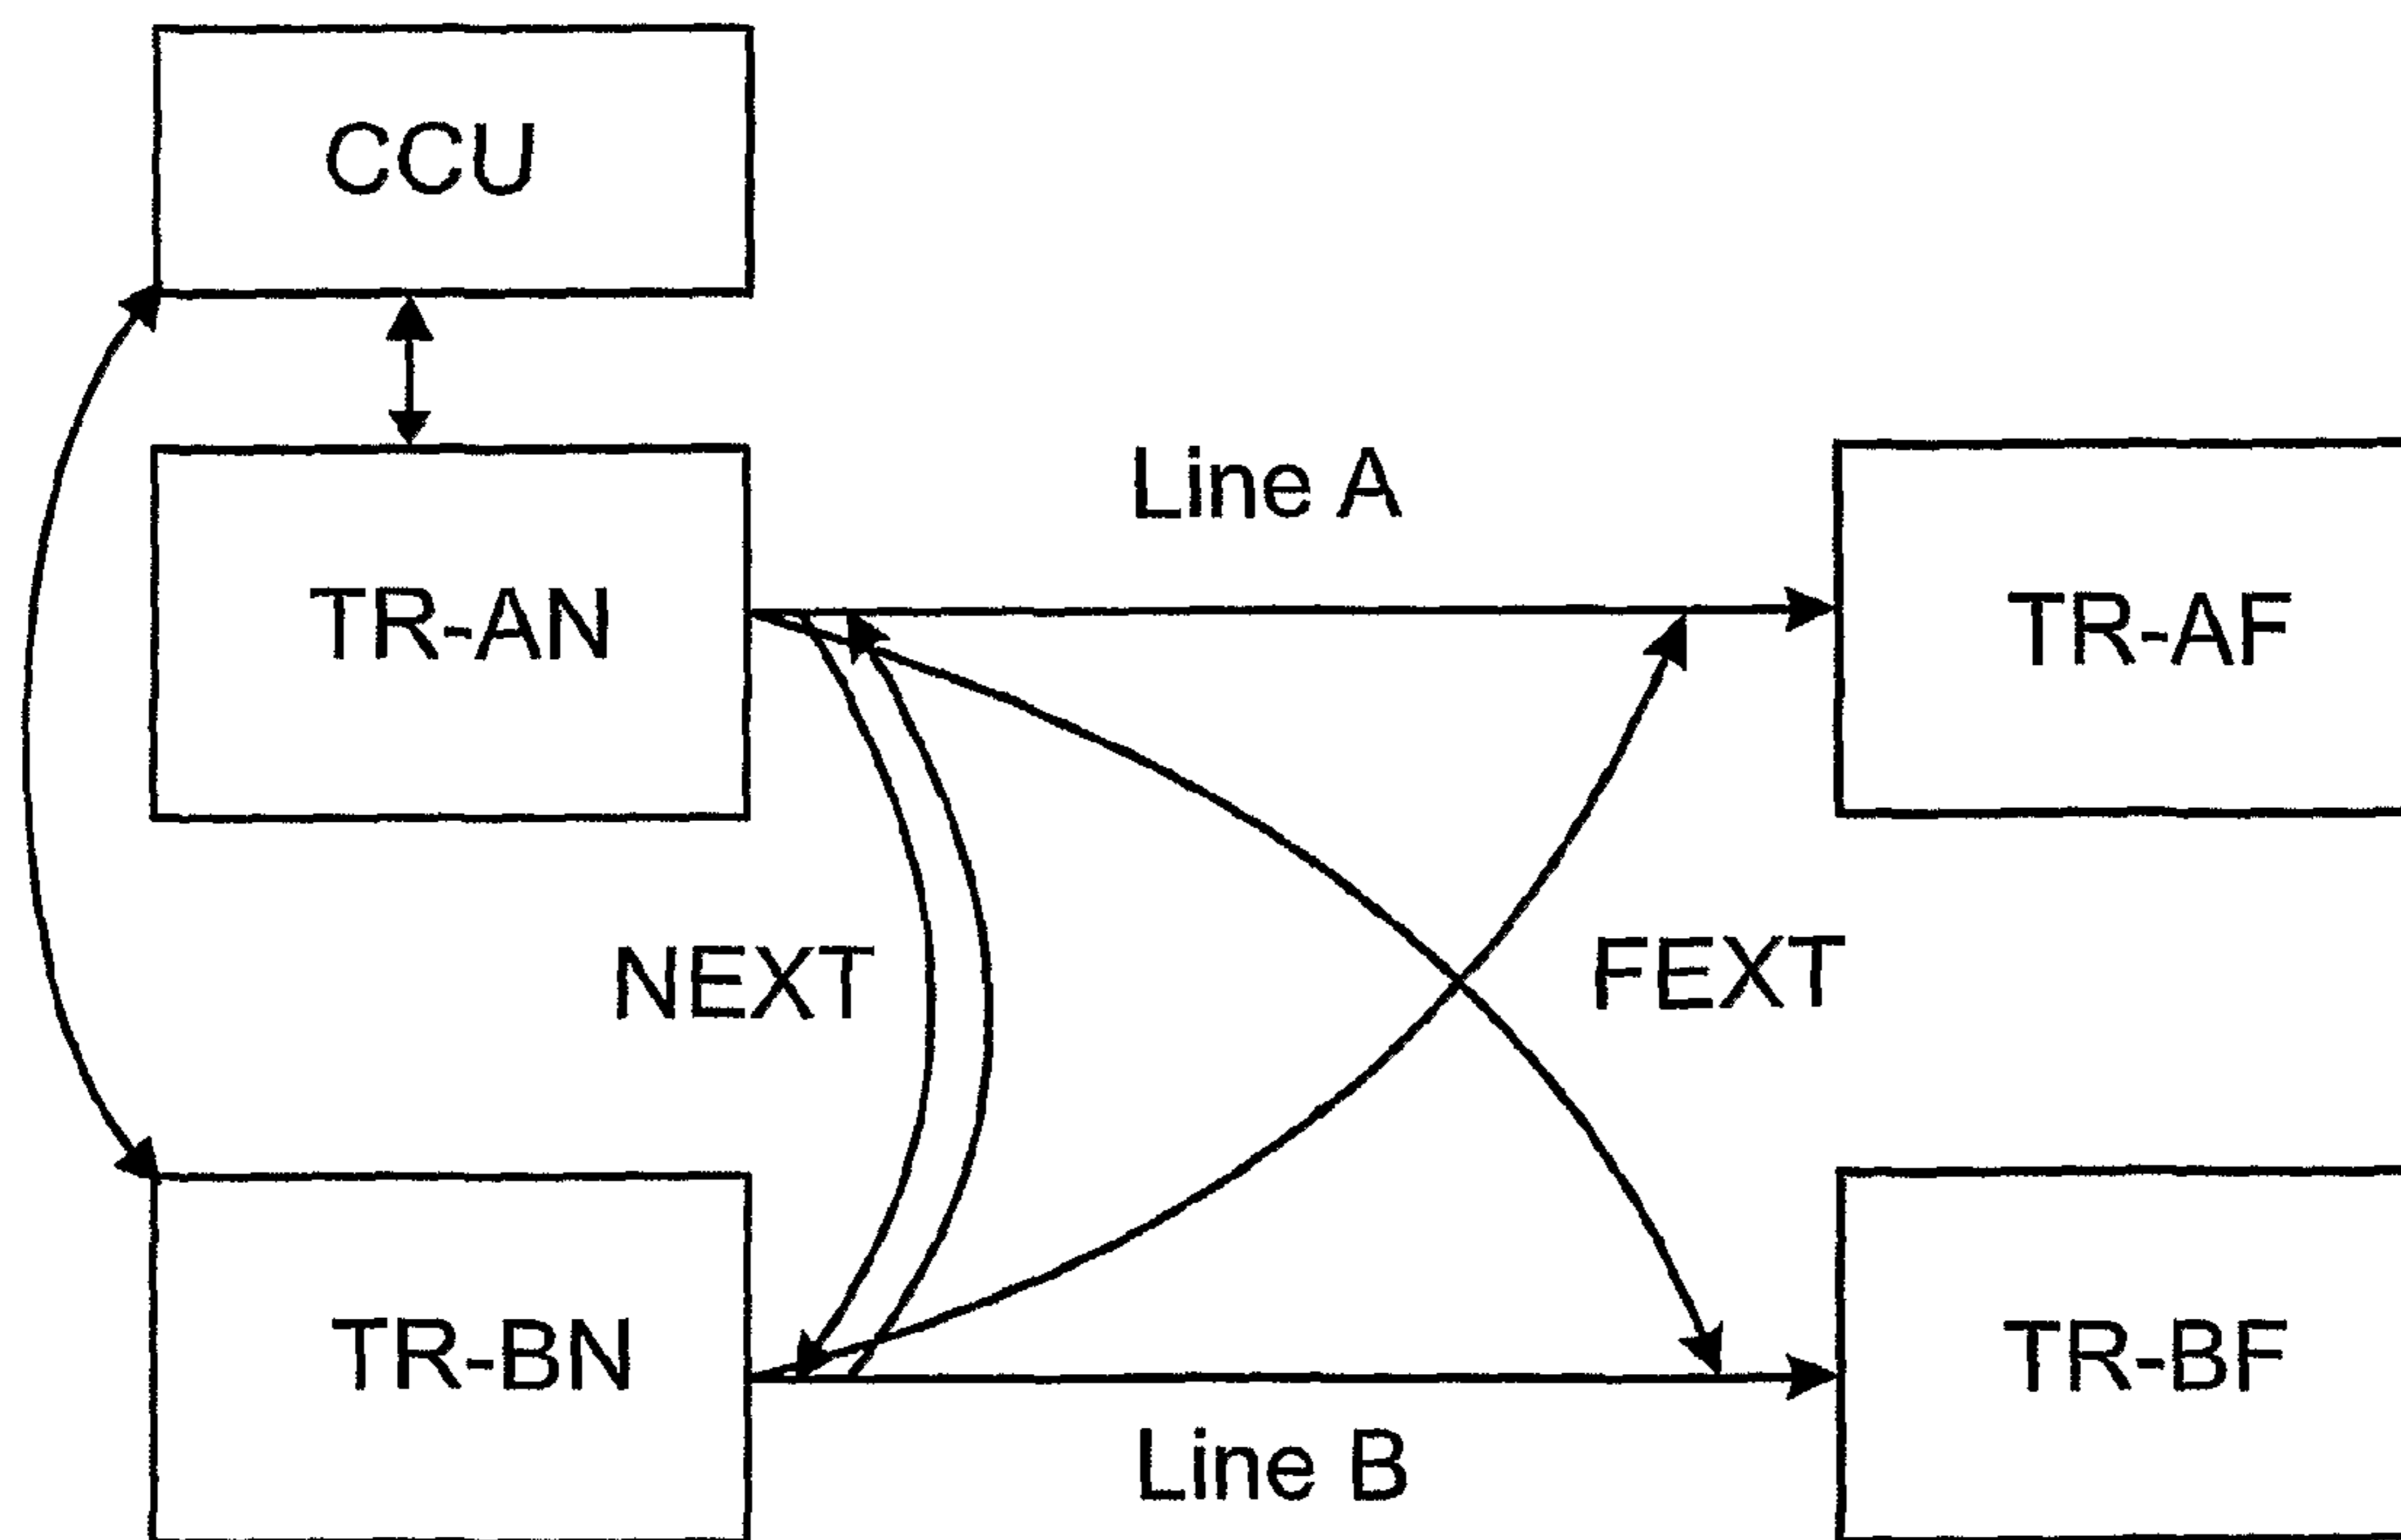 CCU
Line A
TR-AN
TR-AF
NEXT
FEXT
TR-BN
TR-BF
Line B